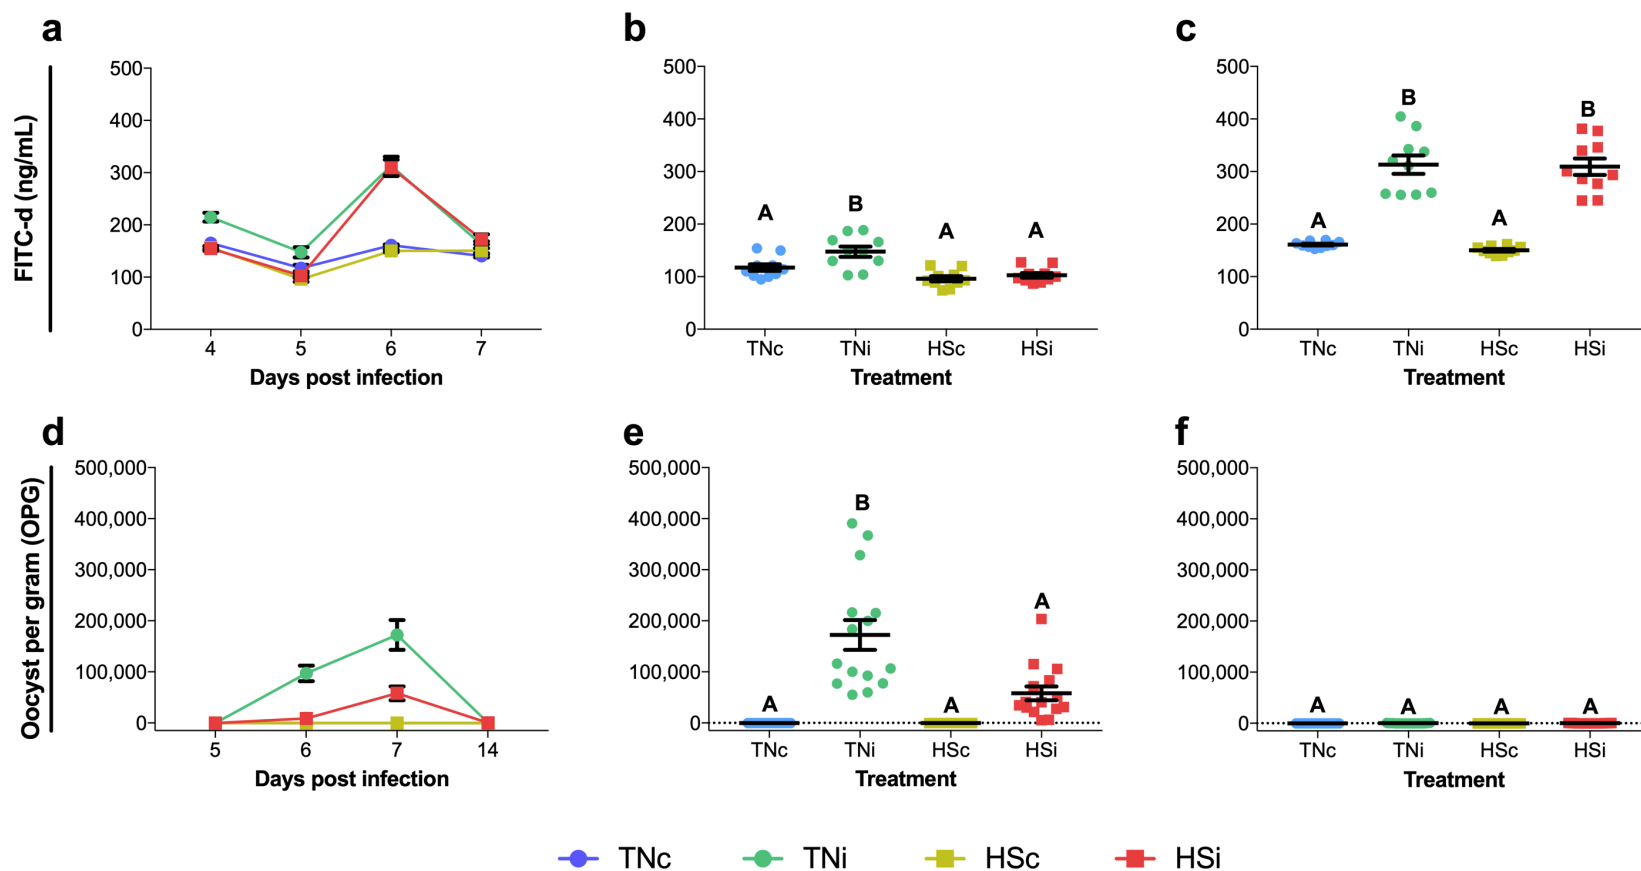 a
FITC-d (ng/mL)
500
400
300
200
100
0
4 5 6 7
Days post infection
b
500
400
300
200
100
0
A B A A
TNc TNi HSc HSi
Treatment
c
500
400
300
200
100
0
A B A B
TNc TNi HSc HSi
Treatment
d
Oocyst per gram (OPG)
500,000
400,000
300,000
200,000
100,000
0
5 6 7 14
Days post infection
e
500,000
400,000
300,000
200,000
100,000
0
A B A A
TNc TNi HSc HSi
Treatment
f
500,000
400,000
300,000
200,000
100,000
0
A A A A
TNc TNi HSc HSi
Treatment
TNc TNi HSc HSi